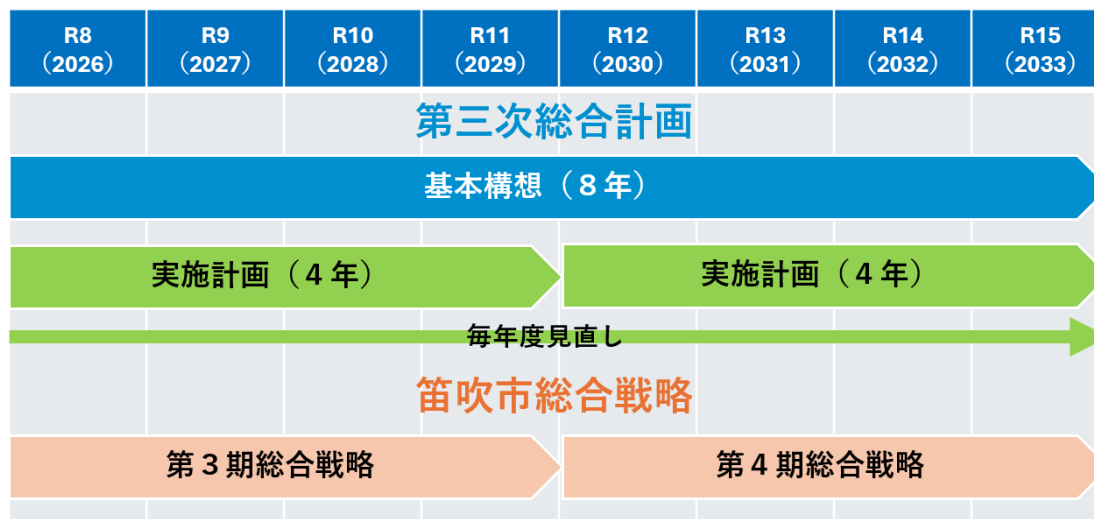 R8 R9 R10 R11 R12 R13 R14 R15
（2026） （2027） （2028） （2029） （2030） （2031） （2032） （2033）
第三次総合計画
基本構想（８年）
実施計画（４年） 実施計画（４年）
毎年度見直し
笛吹市総合戦略
第３期総合戦略 第４期総合戦略